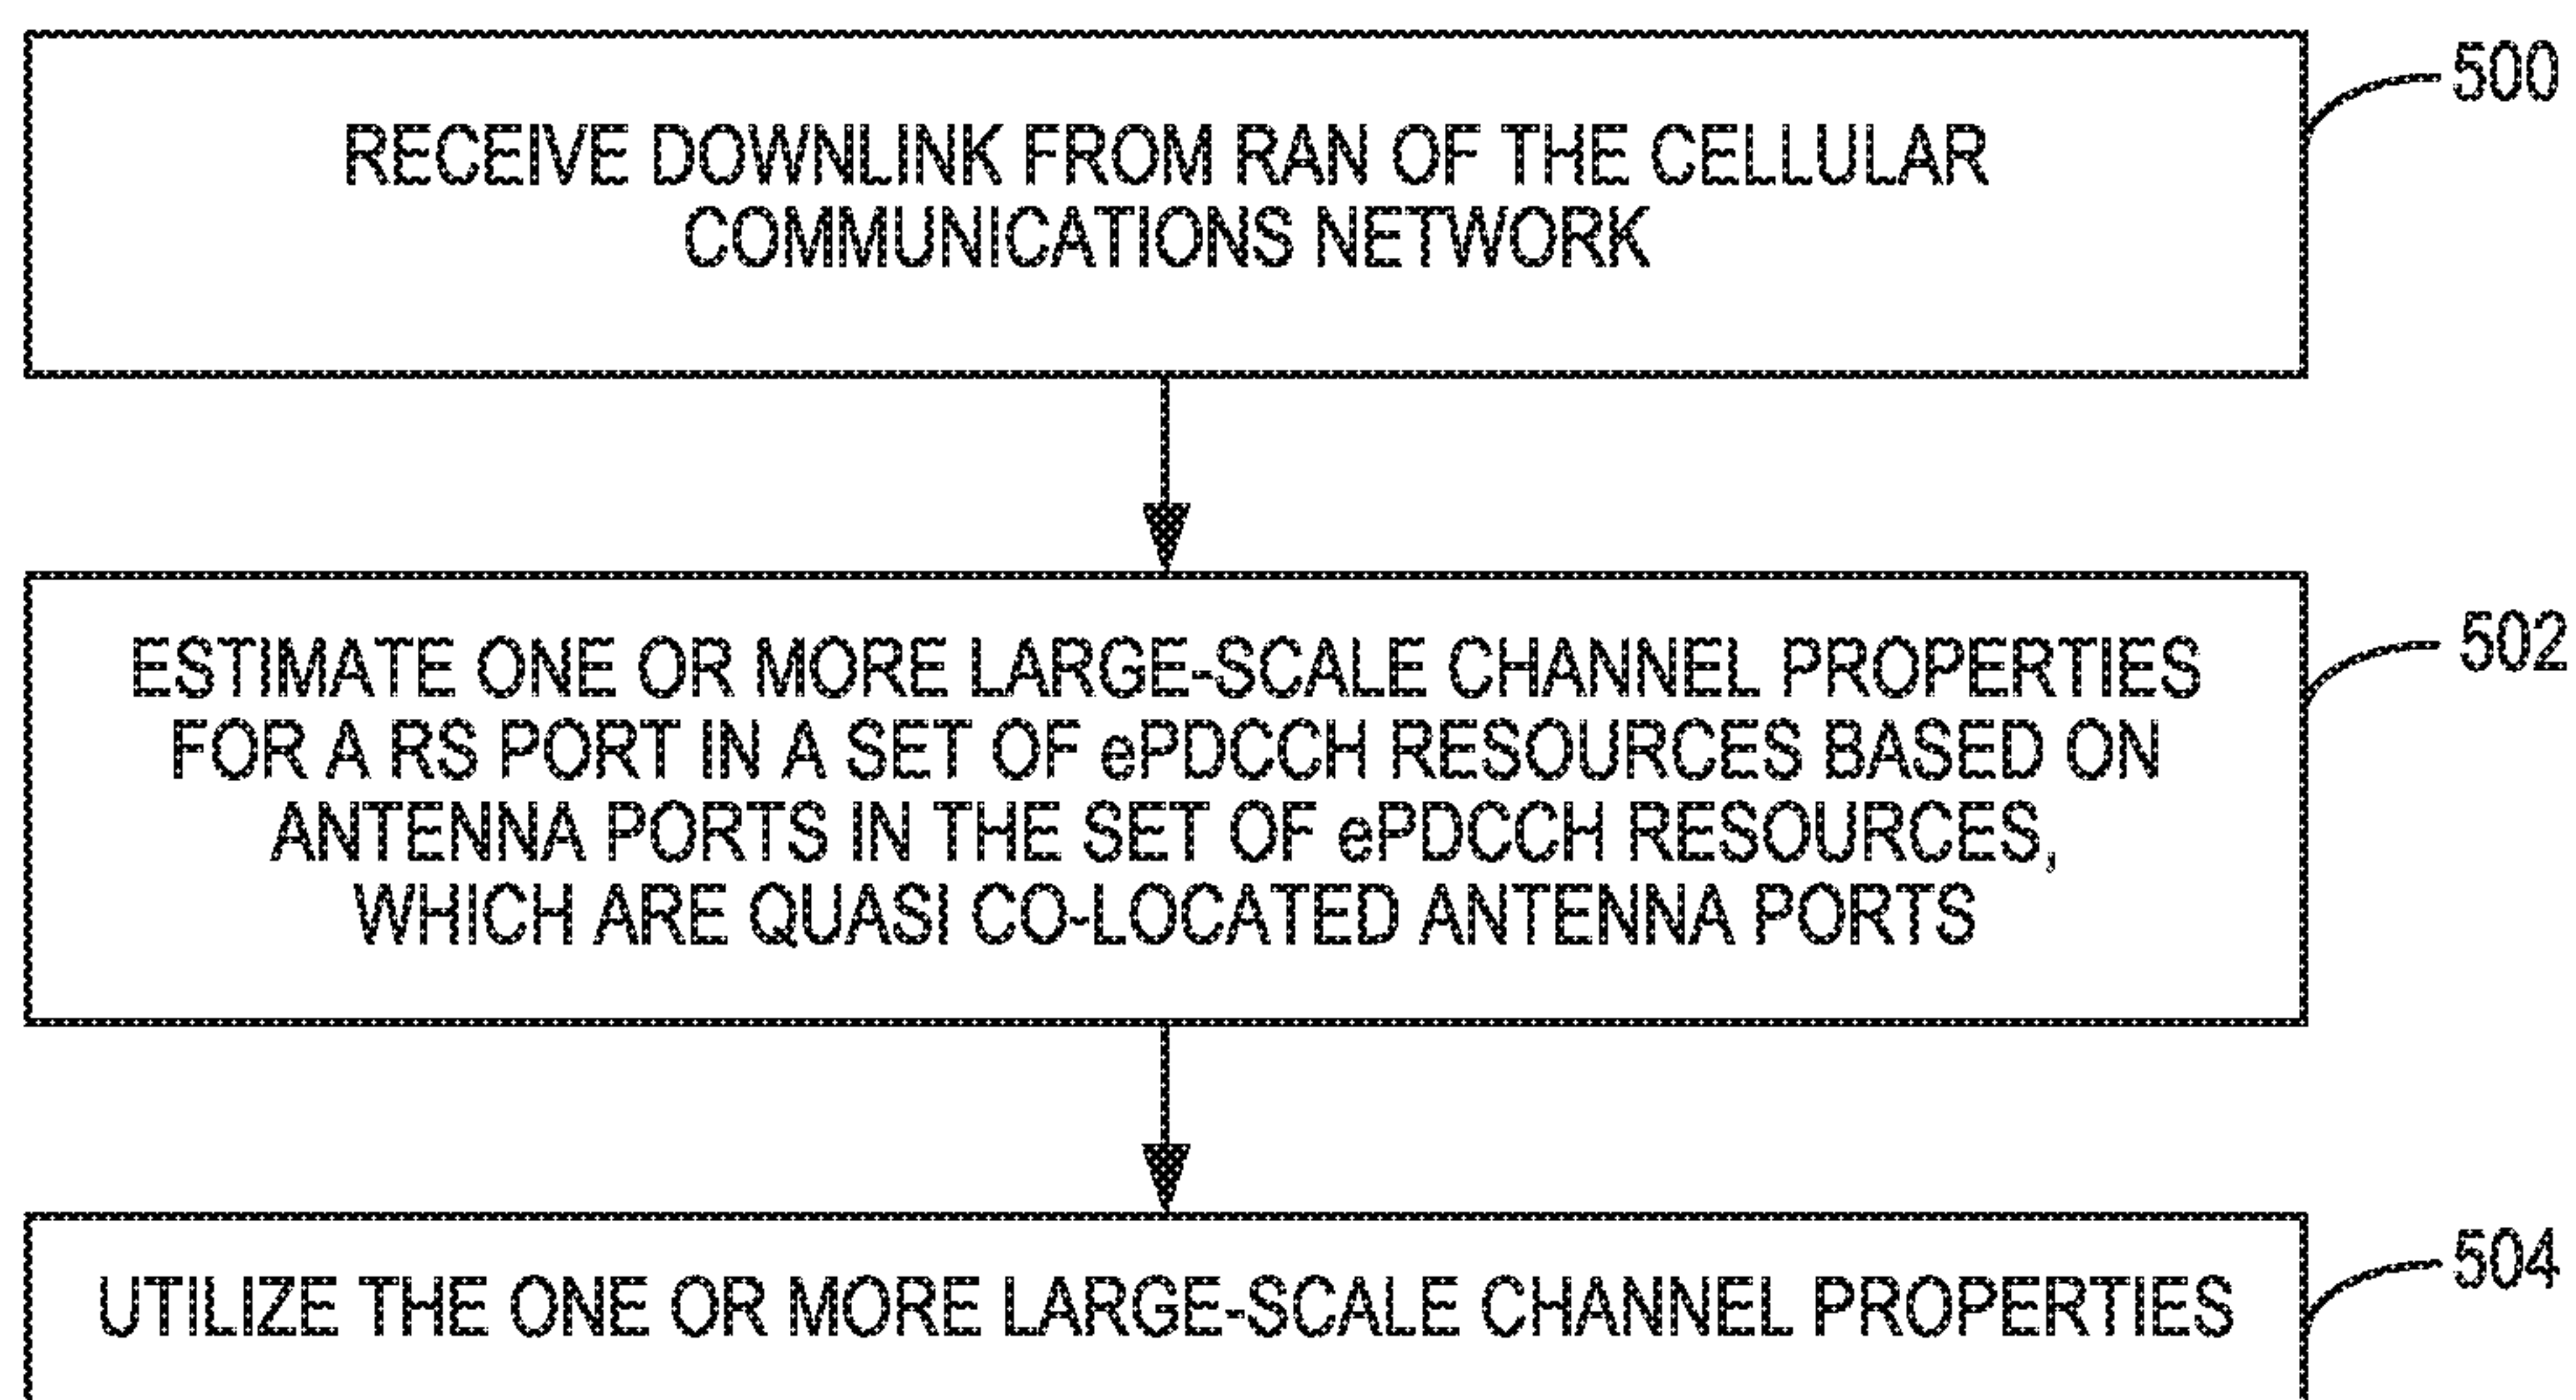 RECEIVE DOWNLINK FROM RAN OF THE CELLULAR
COMMUNICATIONS NETWORK
500
ESTIMATE ONE OR MORE LARGE-SCALE CHANNEL PROPERTIES
FOR A RS PORT IN A SET OF ePDCCH RESOURCES BASED ON
ANTENNA PORTS IN THE SET OF ePDCCH RESOURCES,
WHICH ARE QUASI CO-LOCATED ANTENNA PORTS
502
UTILIZE THE ONE OR MORE LARGE-SCALE CHANNEL PROPERTIES
504